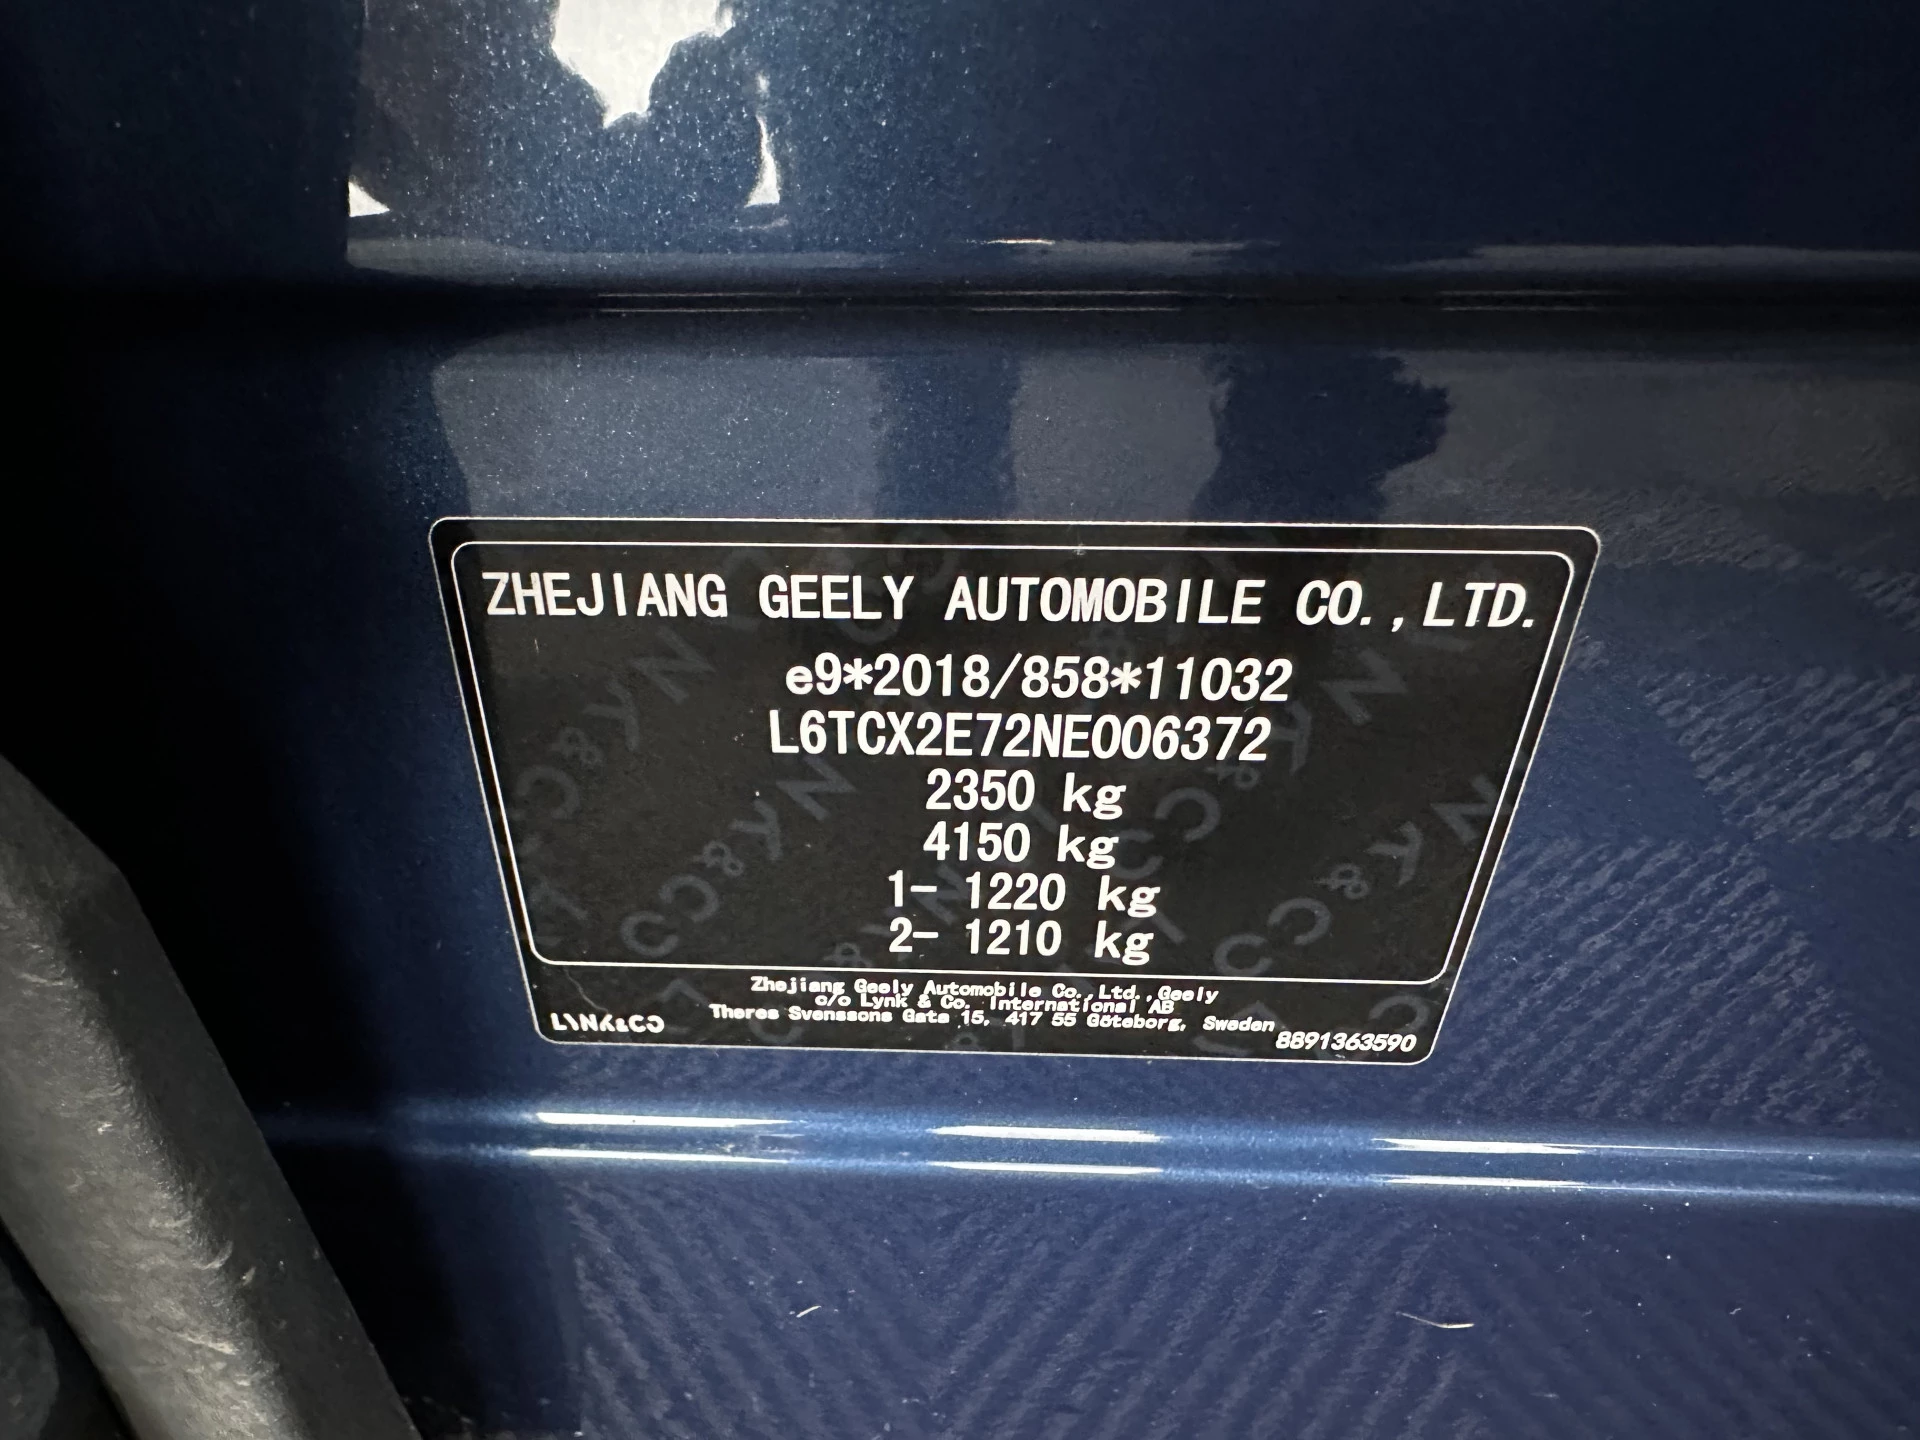 ZHEJIANG GEELY AUTOMOBILE CO.,LTD.
e9*2018/858*11032
L6TCX2E72NE006372
2350 kg
4150 kg
1- 1220 kg
2- 1210 kg
Zhejiang Geely Automobile Co.,Ltd.,Geely
c/o Lynk & Co. International AB
Theres Svenssons Gata 15, 417 55 Göteborg, Sweden
LYNK&CO
8891363590